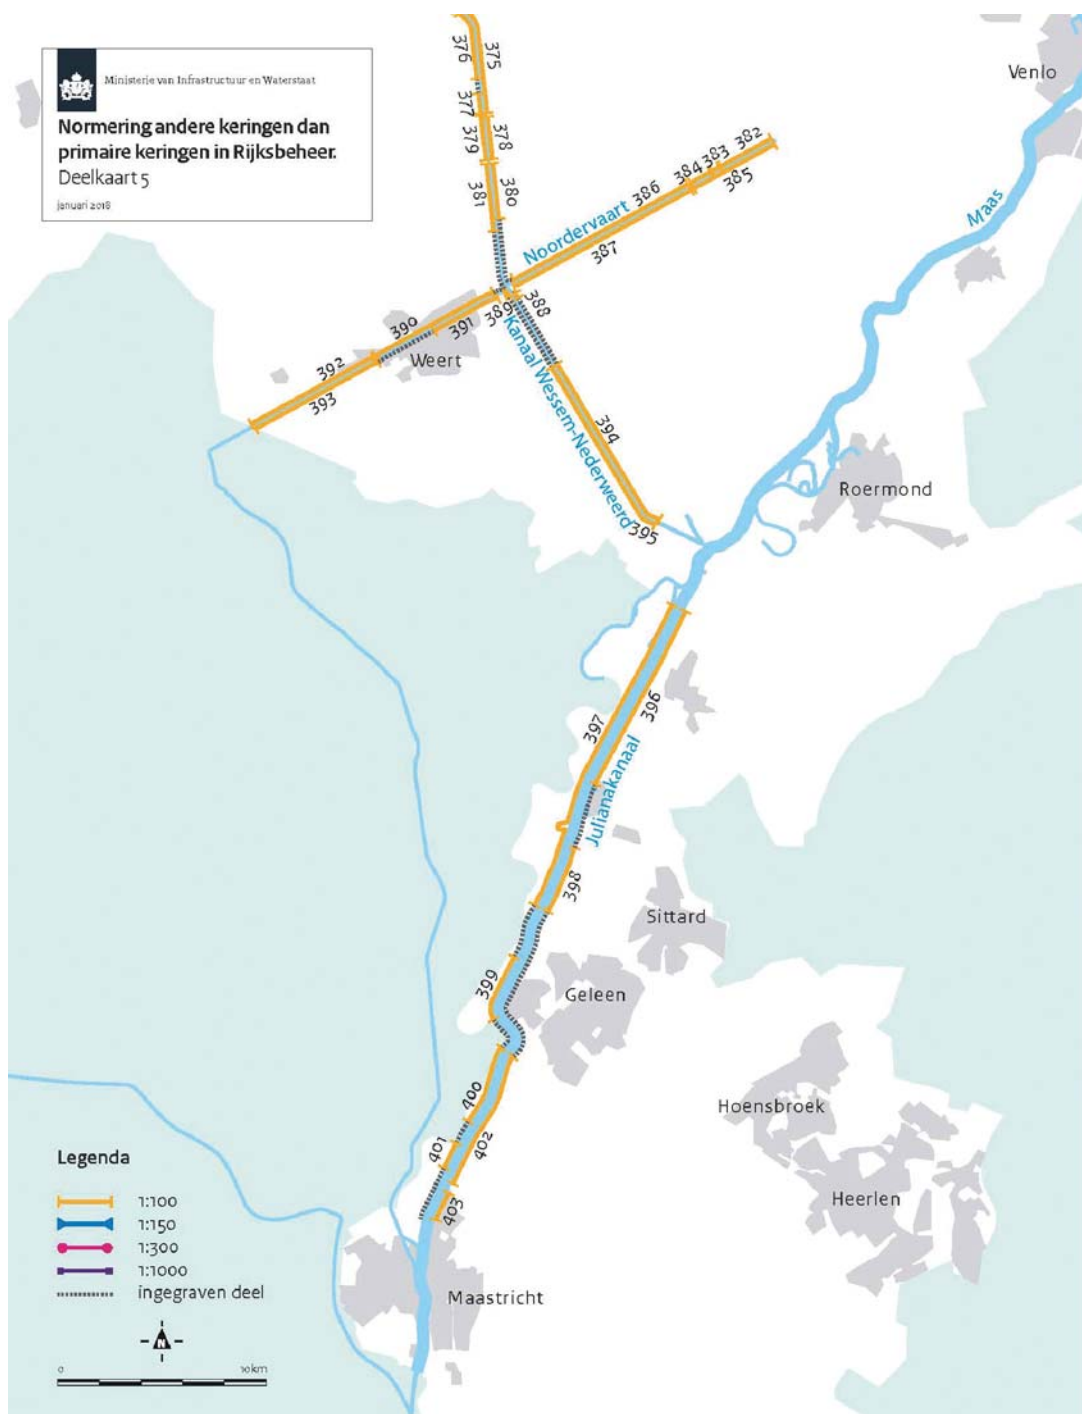 Ministerie van Infrastructuur en Waterstaat
Normering andere keringen dan
primaire keringen in Rijksbeheer.
Deelkaart 5
januari 2018
376
375
377
379
378
381
380
382
383
384
385
386
387
Noordervaart
Venlo
Maas
388
389
390
391
392
393
Weert
Kanaal Wessem-Nederweerd
394
395
Roermond
396
397
Julianakanaal
398
Sittard
399
Geleen
400
Hoensbroek
401
402
Heerlen
403
Maastricht
Legenda
1:100
1:150
1:300
1:1000
ingegraven deel
N
0 10 km